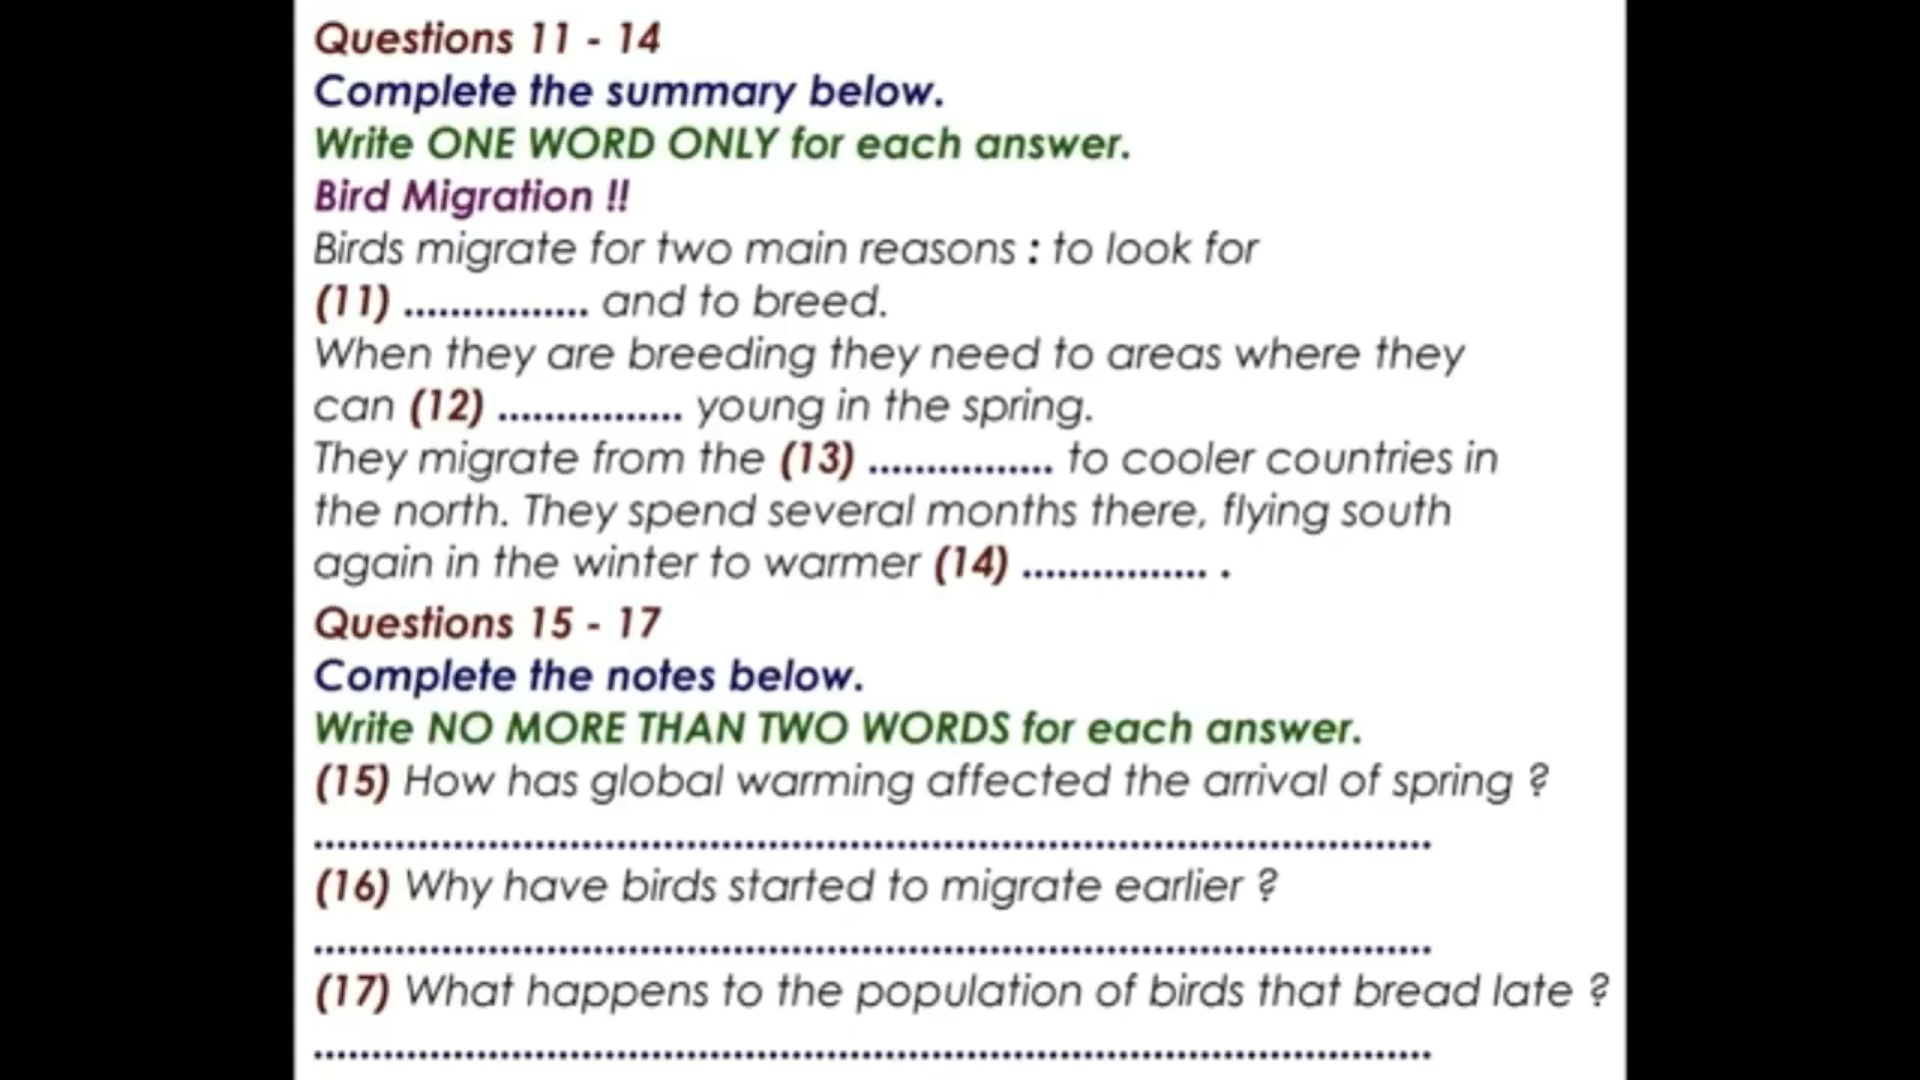 Questions 11 - 14
Complete the summary below.
Write ONE WORD ONLY for each answer.
Bird Migration !!
Birds migrate for two main reasons : to look for
(11) ................ and to breed.
When they are breeding they need to areas where they
can (12) ................ young in the spring.
They migrate from the (13) ................ to cooler countries in
the north. They spend several months there, flying south
again in the winter to warmer (14) ................ .
Questions 15 - 17
Complete the notes below.
Write NO MORE THAN TWO WORDS for each answer.
(15) How has global warming affected the arrival of spring ?
................................................................................................
(16) Why have birds started to migrate earlier ?
................................................................................................
(17) What happens to the population of birds that bread late ?
................................................................................................